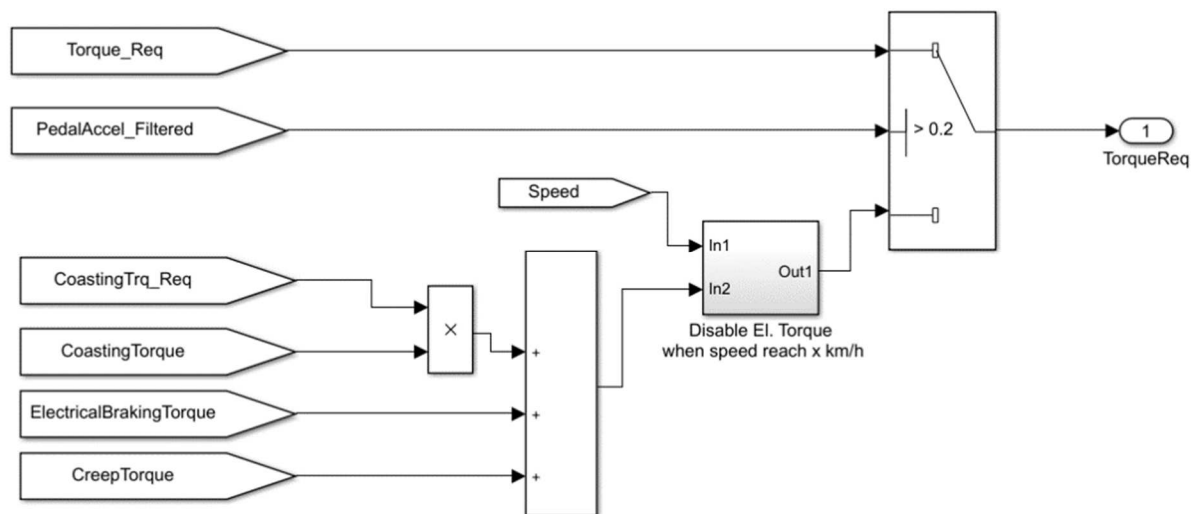 Torque_Req
PedalAccel_Filtered
> 0.2
1
TorqueReq
Speed
In1
Out1
In2
Disable El. Torque
when speed reach x km/h
CoastingTrq_Req
×
CoastingTorque
+
ElectricalBrakingTorque
+
CreepTorque
+